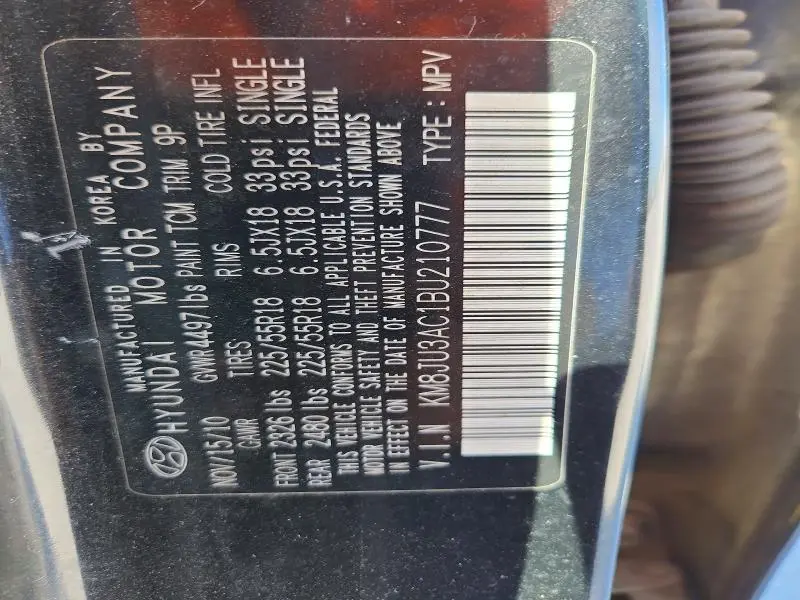 MANUFACTURED IN KOREA BY
HYUNDAI MOTOR COMPANY
NOV/15/10 GVWR4497lbs PAINT TCM TRIM 9P
GAWR TIRES RIMS COLD TIRE INFL
FRONT 2326 lbs 225/55R18 6.5JX18 33psi SINGLE
REAR 2480 lbs 225/55R18 6.5JX18 33psi SINGLE
THIS VEHICLE CONFORMS TO ALL APPLICABLE U.S.A. FEDERAL
MOTOR VEHICLE SAFETY AND THEFT PREVENTION STANDARDS
IN EFFECT ON THE DATE OF MANUFACTURE SHOWN ABOVE
V.I.N KM8JU3AC1BU210777 TYPE : MPV